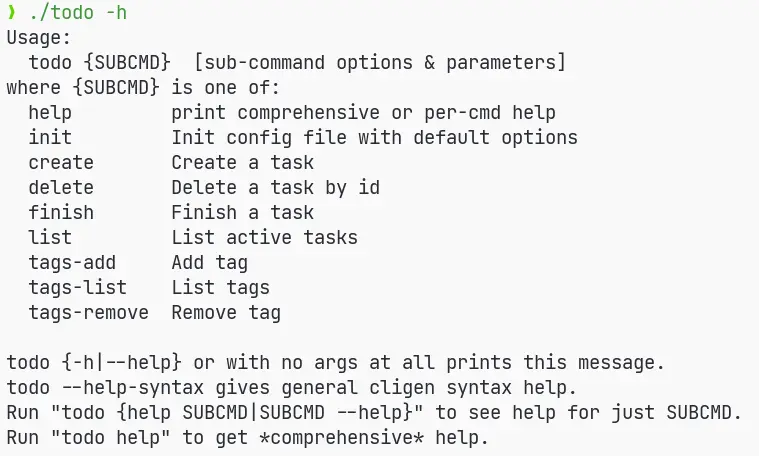 ❯ ./todo -h
Usage:
  todo {SUBCMD}  [sub-command options & parameters]
where {SUBCMD} is one of:
  help         print comprehensive or per-cmd help
  init         Init config file with default options
  create       Create a task
  delete       Delete a task by id
  finish       Finish a task
  list         List active tasks
  tags-add     Add tag
  tags-list    List tags
  tags-remove  Remove tag

todo {-h|--help} or with no args at all prints this message.
todo --help-syntax gives general cligen syntax help.
Run "todo {help SUBCMD|SUBCMD --help}" to see help for just SUBCMD.
Run "todo help" to get *comprehensive* help.